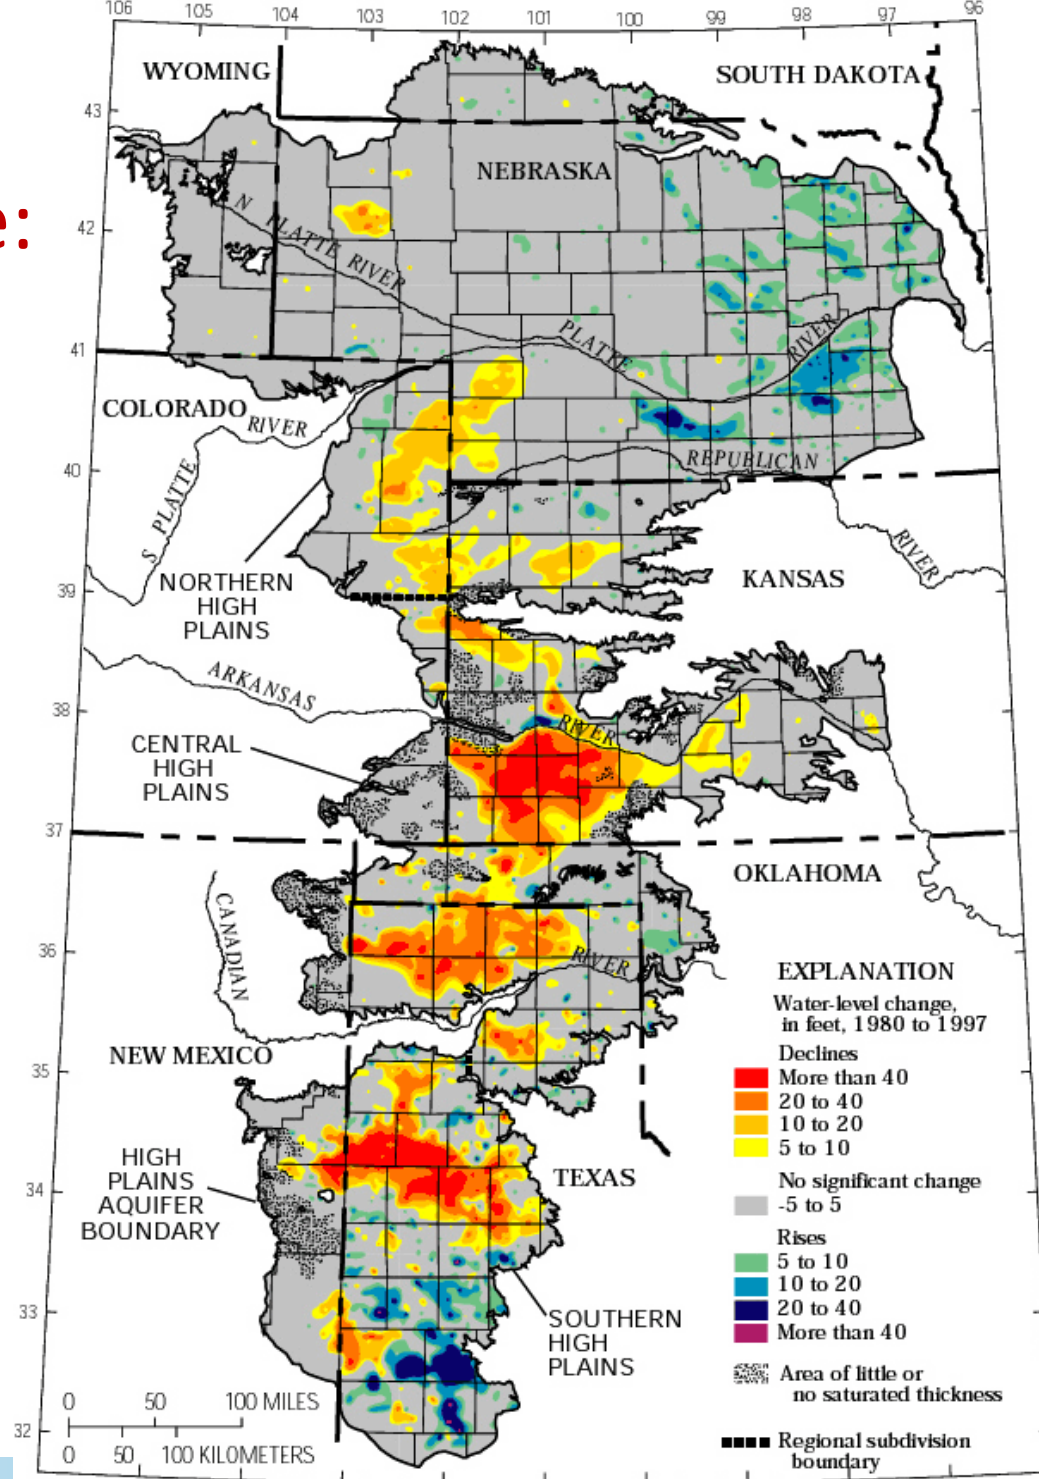 106 105 104 103 102 101 100 99 98 97 96
WYOMING
SOUTH DAKOTA
43
NEBRASKA
e:
42
N PLATTE RIVER
PLATTE RIVER
41
COLORADO
RIVER
S PLATTE
REPUBLICAN
RIVER
40
39
NORTHERN
HIGH
PLAINS
KANSAS
ARKANSAS
RIVER
38
CENTRAL
HIGH
PLAINS
37
OKLAHOMA
CANADIAN
RIVER
36
NEW MEXICO
35
HIGH
PLAINS
AQUIFER
BOUNDARY
TEXAS
34
33
SOUTHERN
HIGH
PLAINS
32
EXPLANATION
Water-level change,
in feet, 1980 to 1997
Declines
More than 40
20 to 40
10 to 20
5 to 10
No significant change
-5 to 5
Rises
5 to 10
10 to 20
20 to 40
More than 40
Area of little or
no saturated thickness
Regional subdivision
boundary
0 50 100 MILES
0 50 100 KILOMETERS